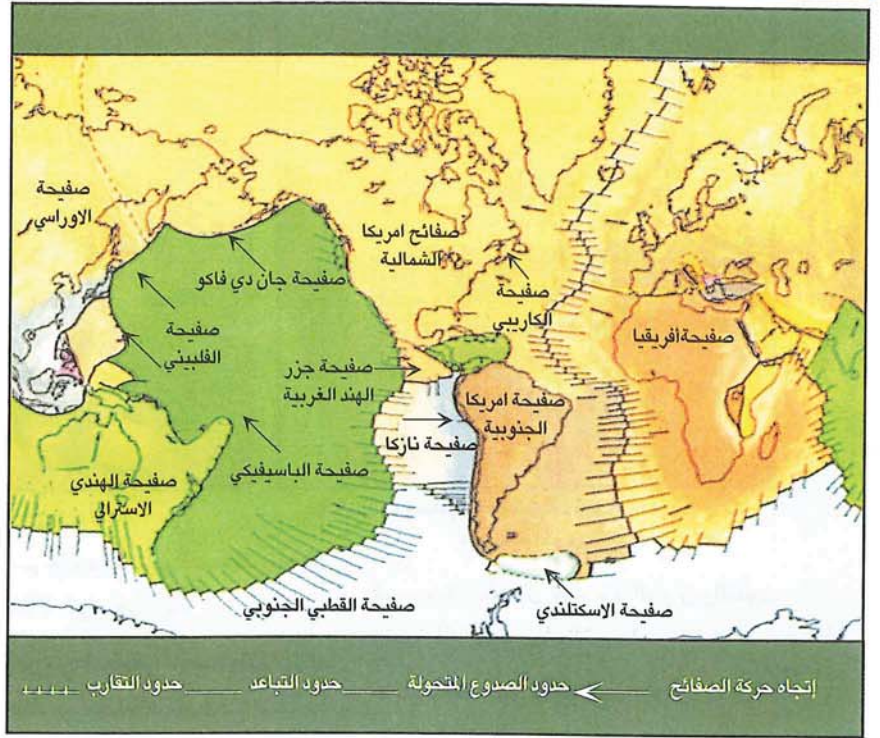 صفيحة
الاوراسي
صفائح امريكا
الشمالية
صفيحة جان دي فاكو
صفيحة
الكاريبي
صفيحة
الفلبيني
صفيحة أفريقيا
صفيحة جزر
الهند الغربية
صفيحة امريكا
الجنوبية
صفيحة نازكا
صفيحة الباسيفيكي
صفيحة الهندي
الاسترالي
صفيحة القطبي الجنوبي
صفيحة الاسكتلندي
إتجاه حركة الصفائح
حدود الصدوع المتحولة
حدود التباعد
حدود التقارب